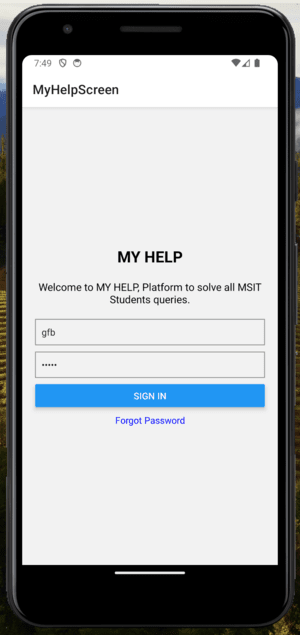 7:49
MyHelpScreen
MY HELP
Welcome to MY HELP, Platform to solve all MSIT
Students queries.
gfb
•••••
SIGN IN
Forgot Password